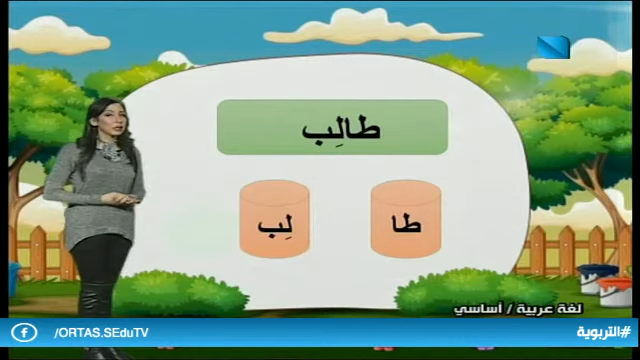 طالِب
طا
لِب
لغة عربية / أساسي
#التربوية
/ORTAS.SEduTV